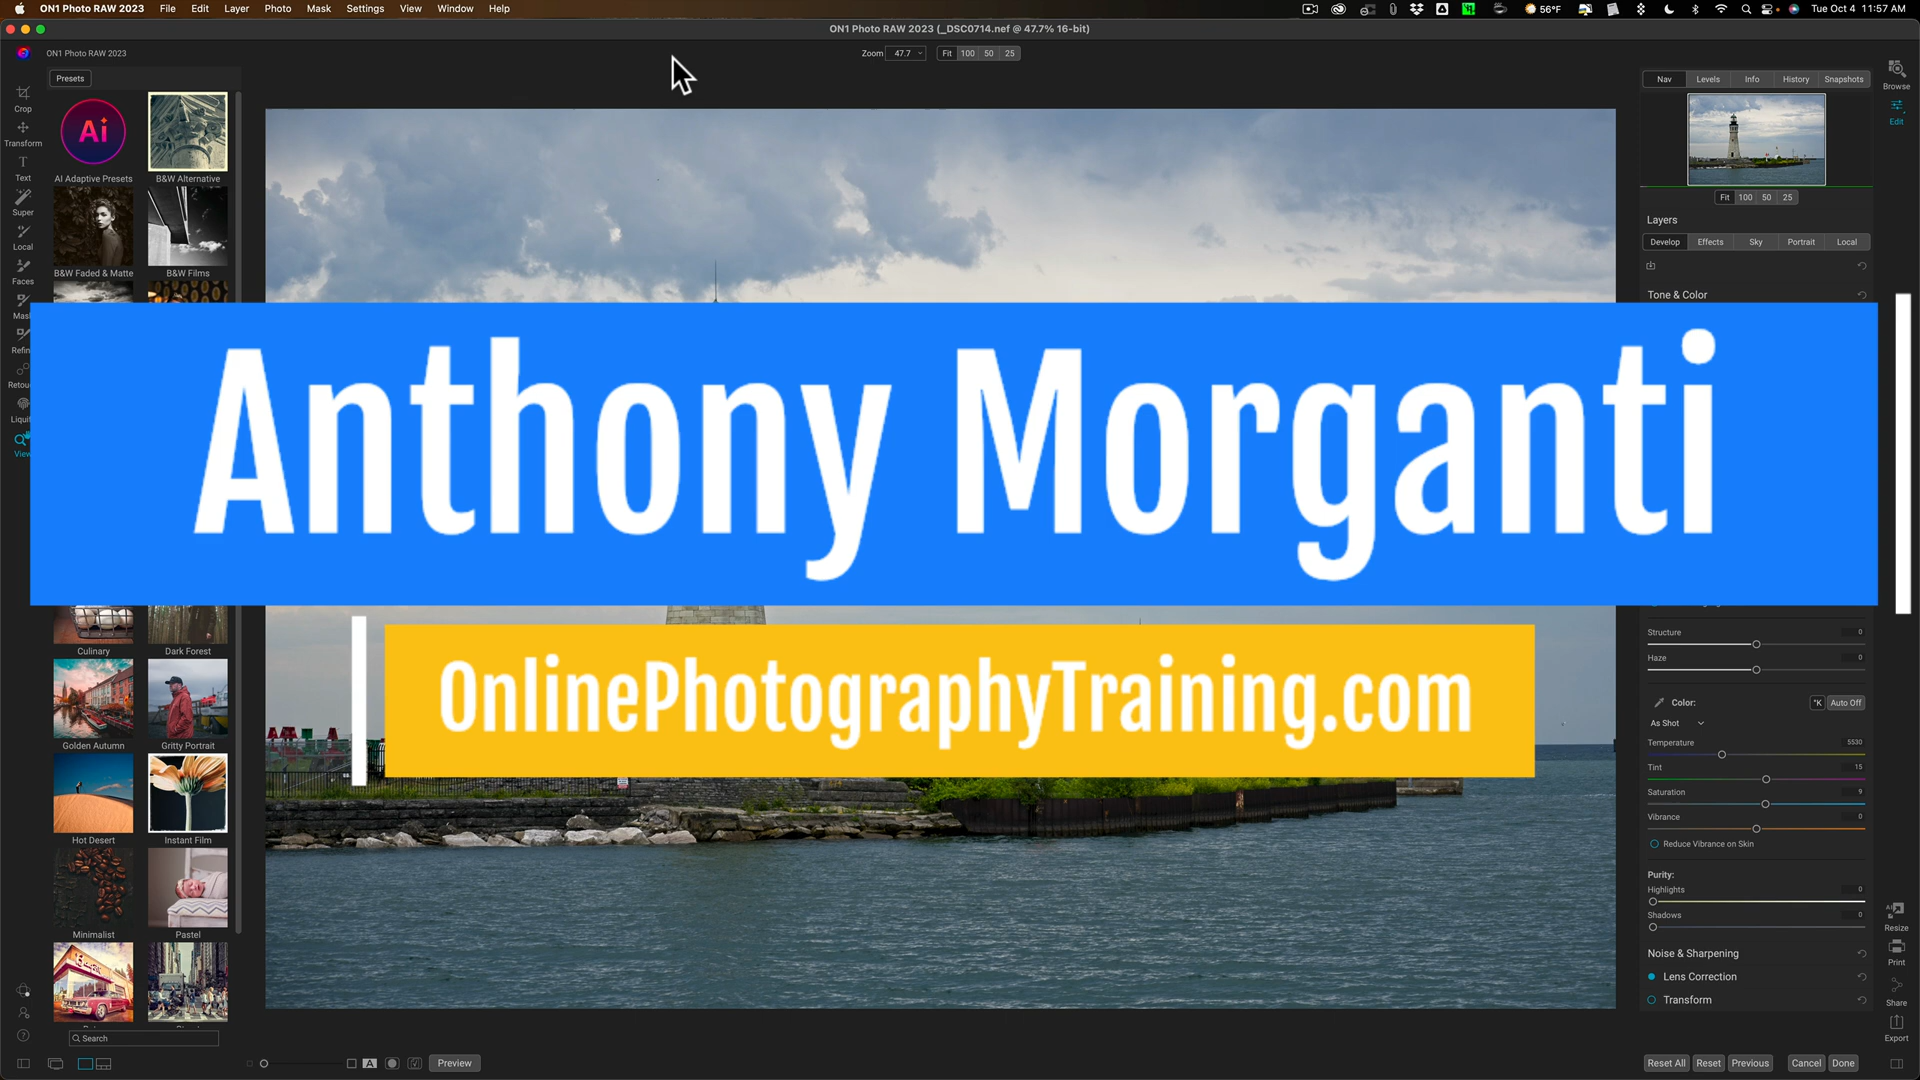 ON1 Photo RAW 2023 File Edit Layer Photo Mask Settings View Window Help 56°F Tue Oct 4 11:57 AM
ON1 Photo RAW 2023 (_DSC0714.nef @ 47.7% 16-bit)
ON1 Photo RAW 2023 Zoom 47.7 Fit 100 50 25
Presets
Nav Levels Info History Snapshots
Browse
Edit
Crop
Transform
Text
Super
Local
Faces
View
Ai
AI Adaptive Presets B&W Alternative
B&W Faded & Matte B&W Films
Fit 100 50 25
Layers
Develop Effects Sky Portrait Local
Tone & Color
Anthony Morganti
OnlinePhotographyTraining.com
Culinary Dark Forest
Golden Autumn Gritty Portrait
Hot Desert Instant Film
Minimalist Pastel
Search
Structure 0
Haze 0
Color: °K Auto Off
As Shot
Temperature 5530
Tint 15
Saturation 9
Vibrance 0
Reduce Vibrance on Skin
Purity:
Highlights 0
Shadows 0
Noise & Sharpening
Lens Correction
Transform
Resize
Print
Share
Export
A Preview
Reset All Reset Previous Cancel Done